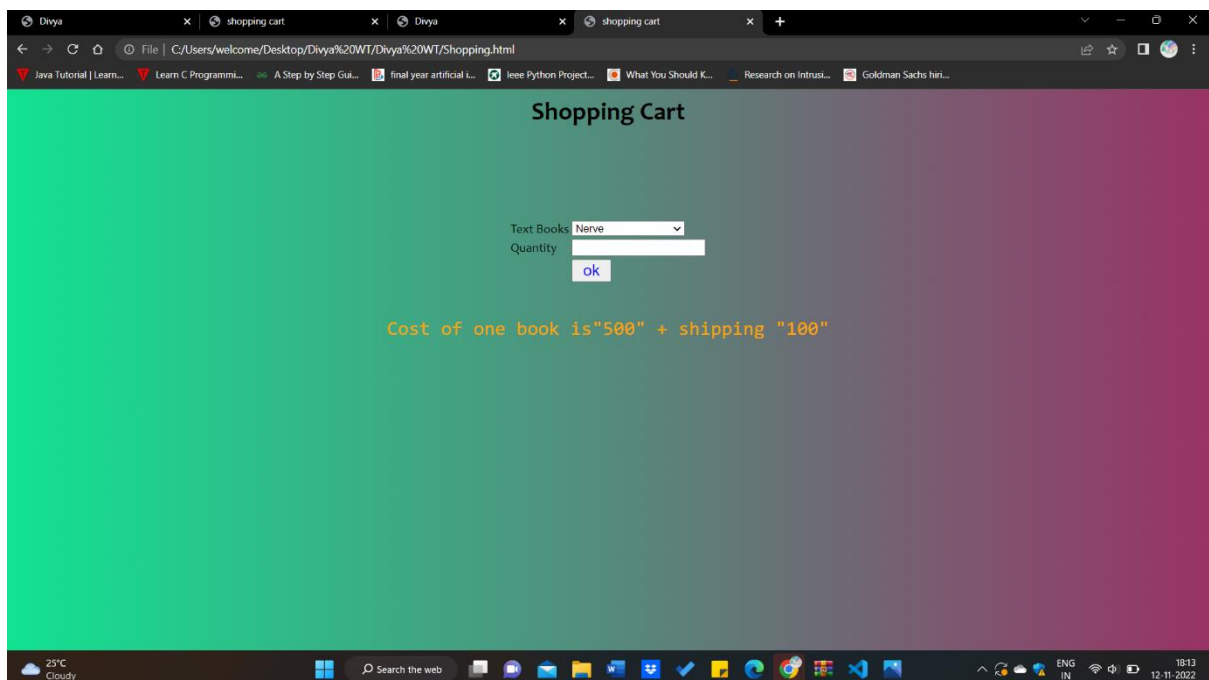 Divya shopping cart Divya shopping cart
File C:/Users/welcome/Desktop/Divya%20WT/Divya%20WT/Shopping.html
Java Tutorial | Learn... Learn C Programmi... A Step by Step Gui... final year artificial i... Ieee Python Project... What You Should K... Research on Intrusi... Goldman Sachs hiri...
Shopping Cart
Text Books Nerve
Quantity
ok
Cost of one book is"500" + shipping "100"
25°C
Cloudy
Search the web
ENG
IN
18:13
12-11-2022